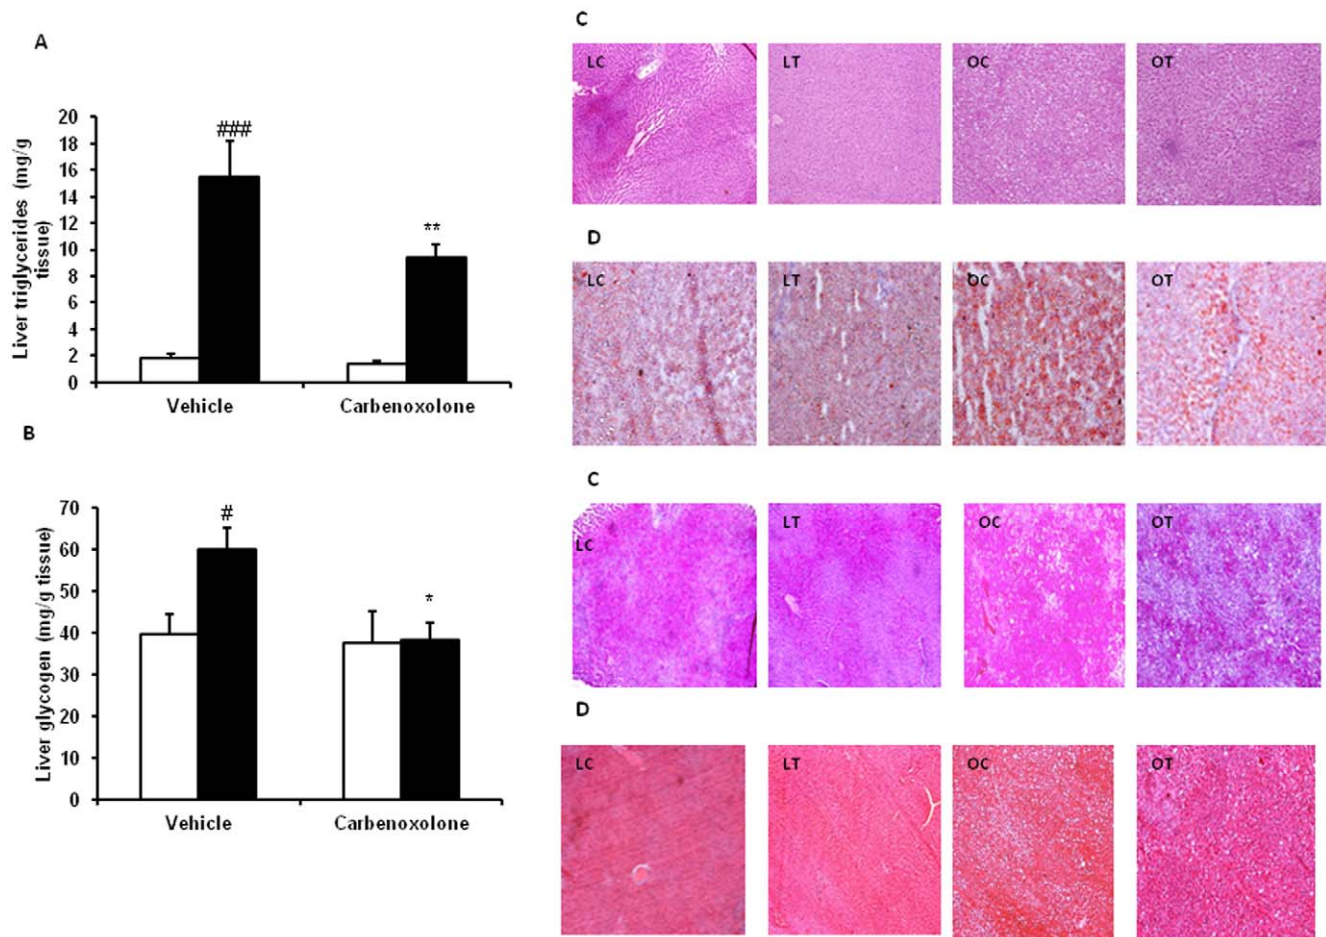 A
Liver triglycerides (mg/g
tissue)
20
18
16
14
12
10
8
6
4
2
0
###
**
Vehicle
Carbenoxolone
B
Liver glycogen (mg/g tissue)
70
60
50
40
30
20
10
0
#
*
Vehicle
Carbenoxolone
C
LC
LT
OC
OT
D
LC
LT
OC
OT
C
LC
LT
OC
OT
D
LC
LT
OC
OT